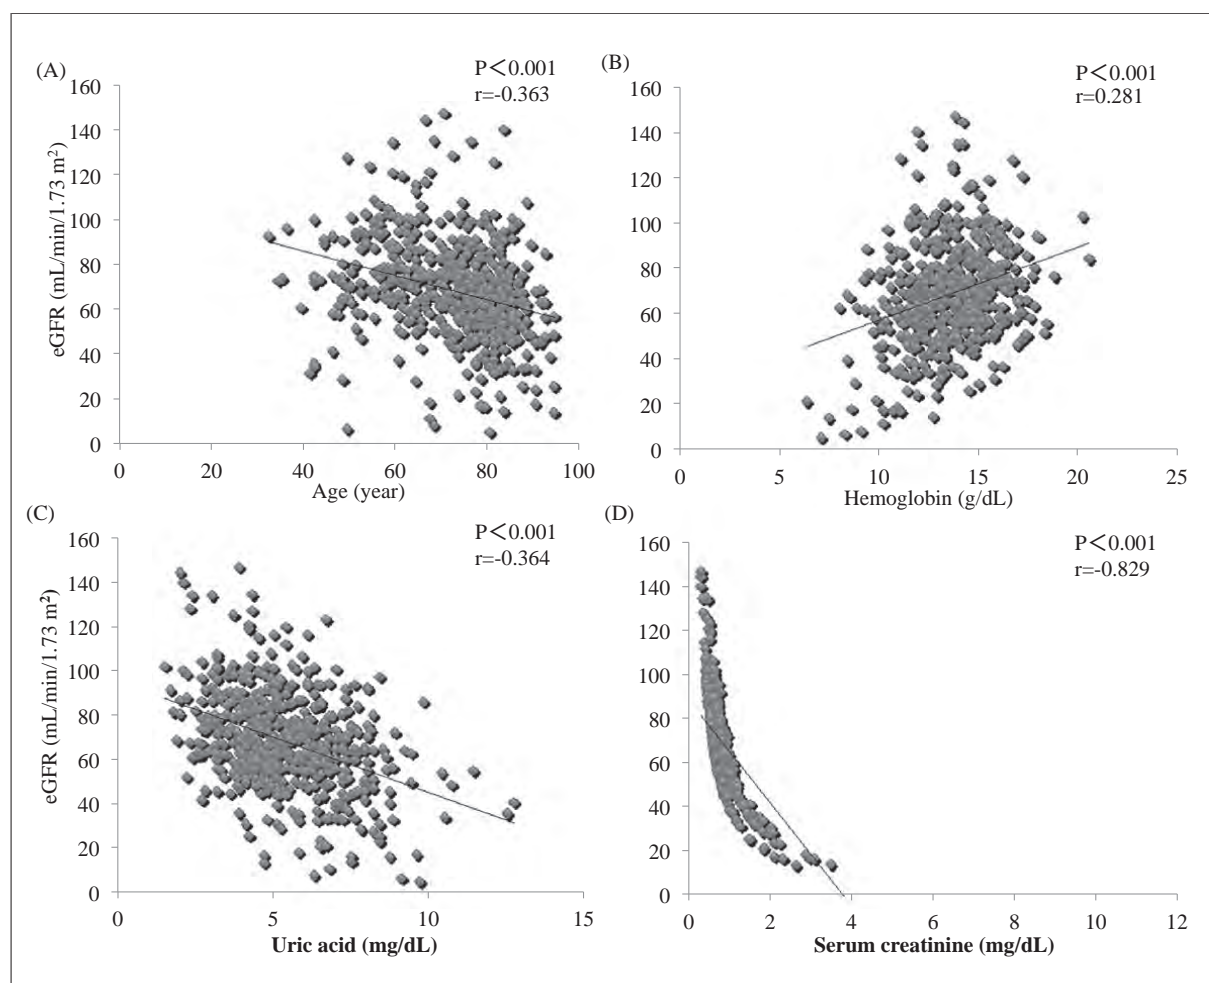 (A)
P<0.001
r=-0.363
160
140
120
100
80
60
40
20
0
eGFR (mL/min/1.73 m²)
0 20 40 60 80 100
Age (year)
(B)
P<0.001
r=0.281
160
140
120
100
80
60
40
20
0
0 5 10 15 20 25
Hemoglobin (g/dL)
(C)
P<0.001
r=-0.364
160
140
120
100
80
60
40
20
0
eGFR (mL/min/1.73 m²)
0 5 10 15
Uric acid (mg/dL)
(D)
P<0.001
r=-0.829
160
140
120
100
80
60
40
20
0
0 2 4 6 8 10 12
Serum creatinine (mg/dL)